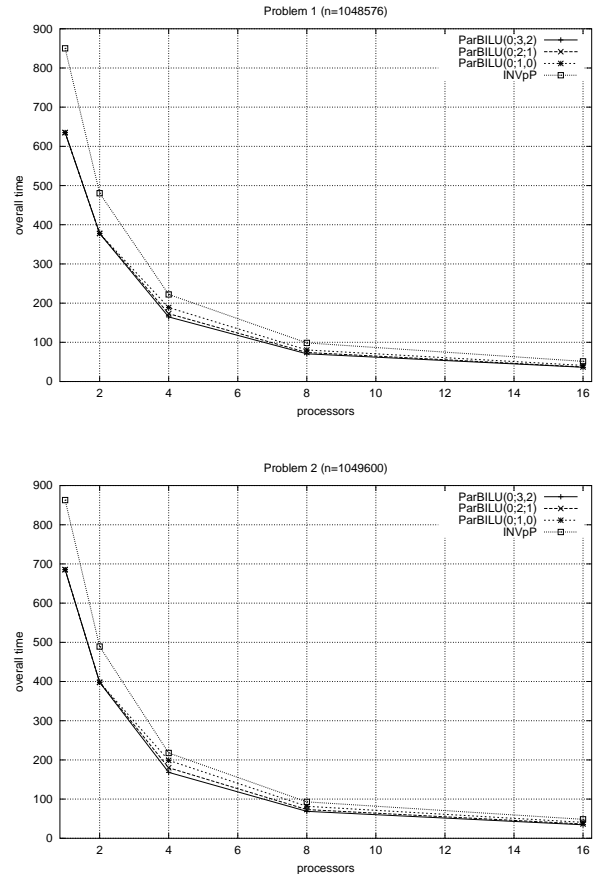 Problem 1 (n=1048576)
900
800
700
600
500
400
300
200
100
0
overall time
ParBILU(0;3,2)
ParBILU(0;2;1)
ParBILU(0;1,0)
INVpP
2 4 6 8 10 12 14 16
processors
Problem 2 (n=1049600)
900
800
700
600
500
400
300
200
100
0
overall time
ParBILU(0;3,2)
ParBILU(0;2;1)
ParBILU(0;1,0)
INVpP
2 4 6 8 10 12 14 16
processors